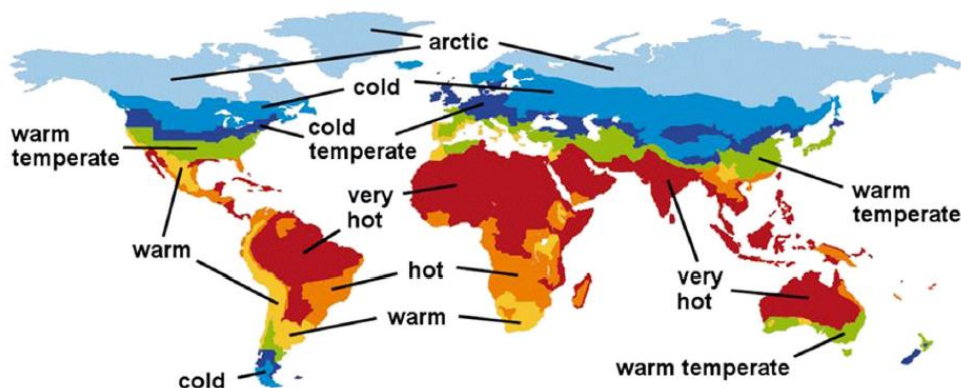 arctic
cold
warm
temperate
cold
temperate
very
hot
warm
temperate
warm
hot
very
hot
warm
warm temperate
cold